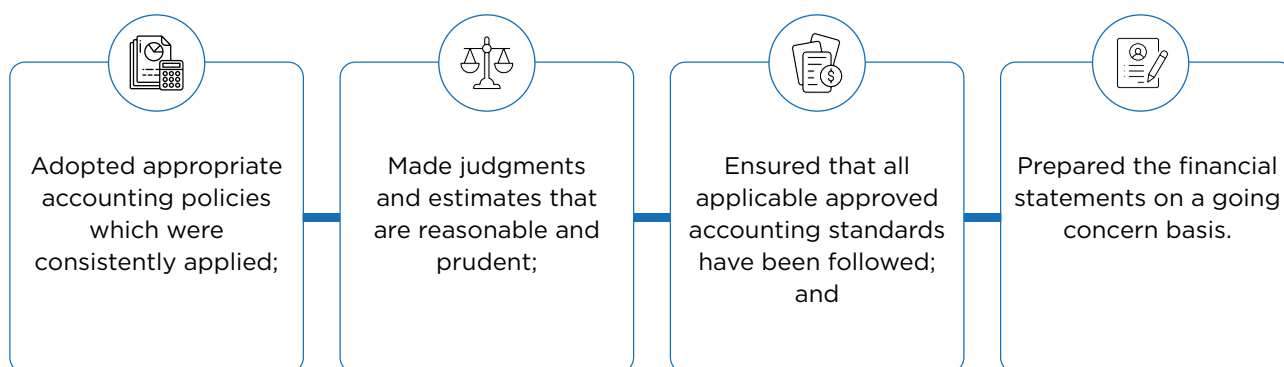 Adopted appropriate
accounting policies
which were
consistently applied;
Made judgments
and estimates that
are reasonable and
prudent;
Ensured that all
applicable approved
accounting standards
have been followed;
and
Prepared the financial
statements on a going
concern basis.